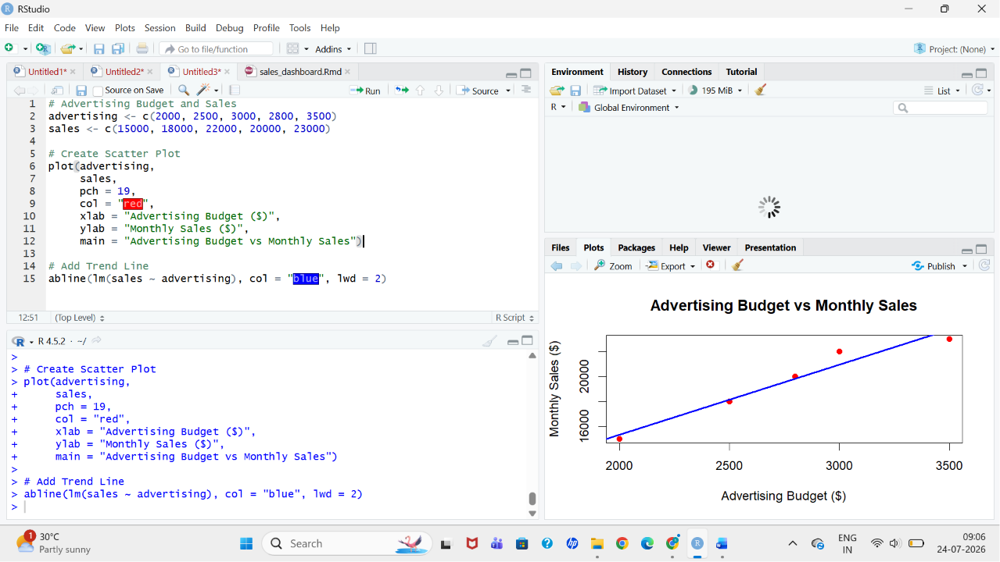 RStudio
File Edit Code View Plots Session Build Debug Profile Tools Help
Go to file/function Addins Project: (None)
Untitled1* Untitled2* Untitled3* sales_dashboard.Rmd
Source on Save Run Source
1 # Advertising Budget and Sales
2 advertising <- c(2000, 2500, 3000, 2800, 3500)
3 sales <- c(15000, 18000, 22000, 20000, 23000)
4
5 # Create Scatter Plot
6 plot(advertising,
7 sales,
8 pch = 19,
9 col = "red",
10 xlab = "Advertising Budget ($)",
11 ylab = "Monthly Sales ($)",
12 main = "Advertising Budget vs Monthly Sales")
13
14 # Add Trend Line
15 abline(lm(sales ~ advertising), col = "blue", lwd = 2)
12:51 (Top Level) R Script
R R 4.5.2 · ~/
>
> # Create Scatter Plot
> plot(advertising,
+ sales,
+ pch = 19,
+ col = "red",
+ xlab = "Advertising Budget ($)",
+ ylab = "Monthly Sales ($)",
+ main = "Advertising Budget vs Monthly Sales")
>
> # Add Trend Line
> abline(lm(sales ~ advertising), col = "blue", lwd = 2)
>
Environment History Connections Tutorial
Import Dataset 195 MiB List
R Global Environment
Files Plots Packages Help Viewer Presentation
Zoom Export Publish
Advertising Budget vs Monthly Sales
Monthly Sales ($)
20000
16000
2000 2500 3000 3500
Advertising Budget ($)
1
30°C
Partly sunny
Search
ENG
IN
09:06
24-07-2026